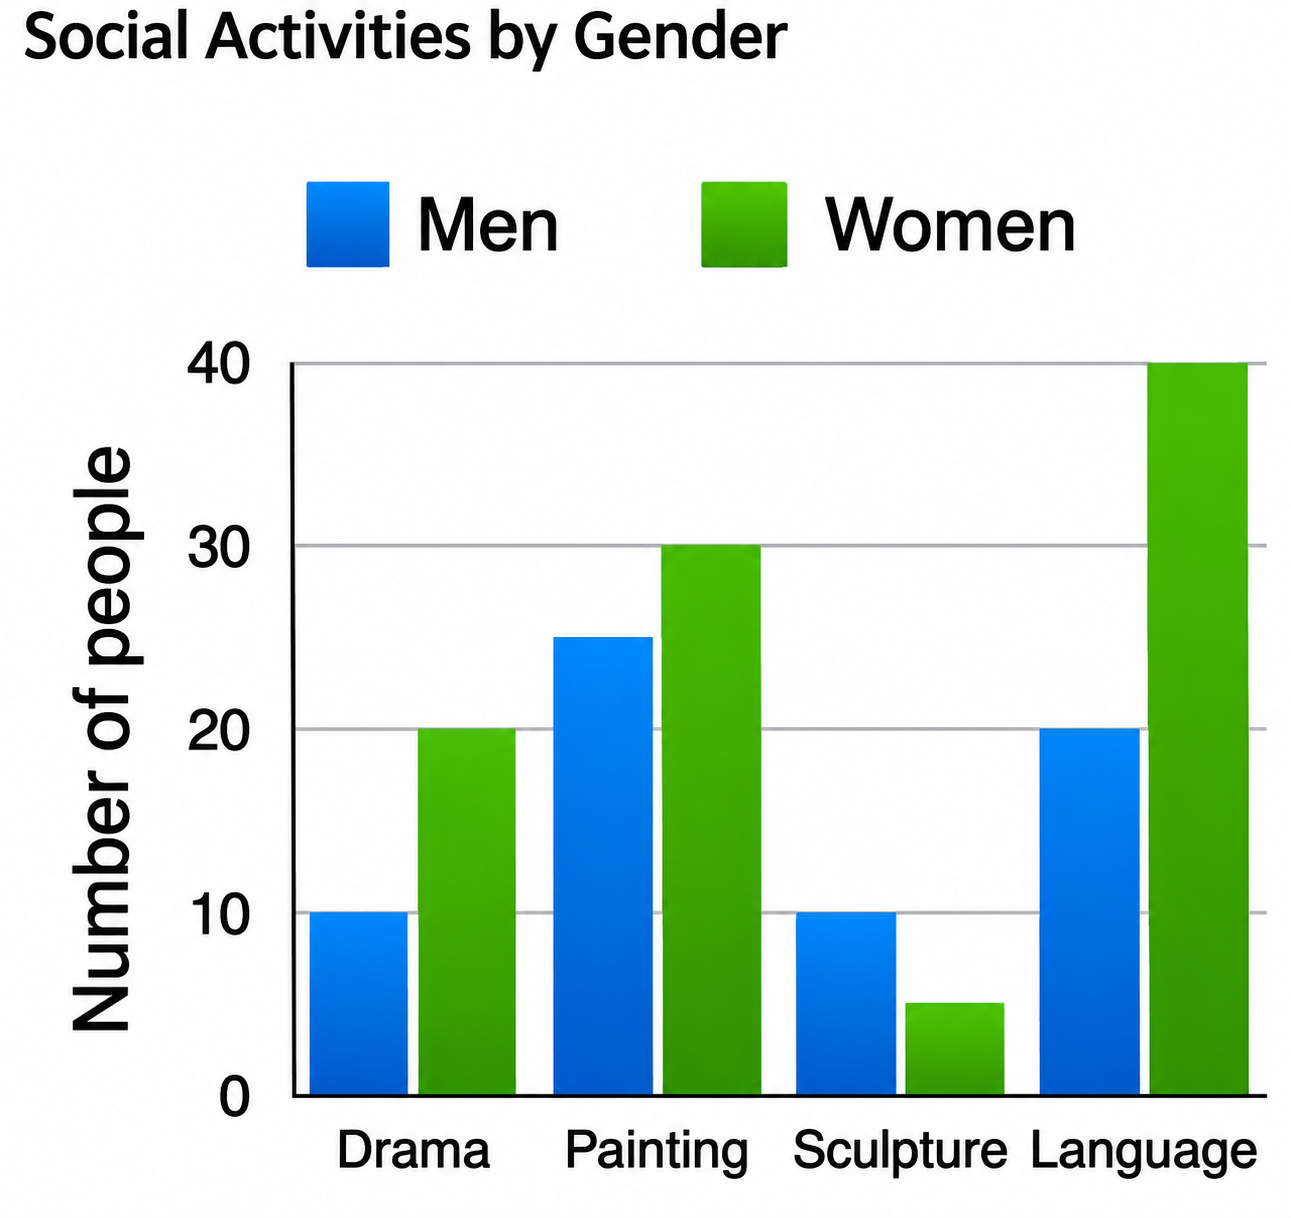 Social Activities by Gender
Men Women
Number of people
40
30
20
10
0
Drama Painting Sculpture Language